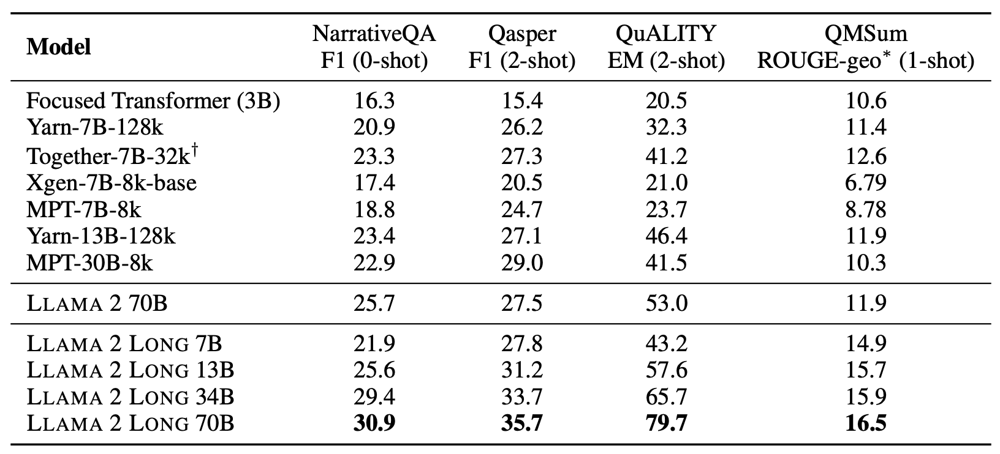 Model NarrativeQA Qasper QuALITY QMSum
F1 (0-shot) F1 (2-shot) EM (2-shot) ROUGE-geo* (1-shot)
Focused Transformer (3B) 16.3 15.4 20.5 10.6
Yarn-7B-128k 20.9 26.2 32.3 11.4
Together-7B-32k† 23.3 27.3 41.2 12.6
Xgen-7B-8k-base 17.4 20.5 21.0 6.79
MPT-7B-8k 18.8 24.7 23.7 8.78
Yarn-13B-128k 23.4 27.1 46.4 11.9
MPT-30B-8k 22.9 29.0 41.5 10.3
LLAMA 2 70B 25.7 27.5 53.0 11.9
LLAMA 2 LONG 7B 21.9 27.8 43.2 14.9
LLAMA 2 LONG 13B 25.6 31.2 57.6 15.7
LLAMA 2 LONG 34B 29.4 33.7 65.7 15.9
LLAMA 2 LONG 70B 30.9 35.7 79.7 16.5